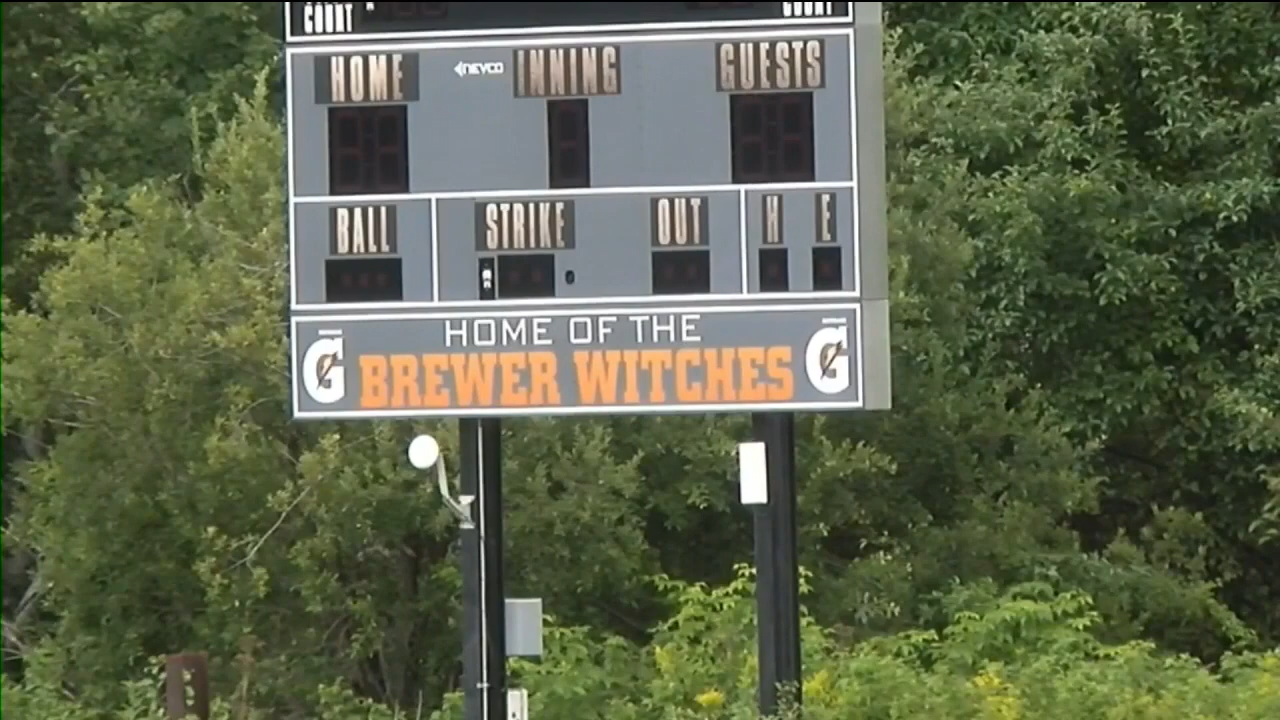 COUNT COUNT
HOME NEVCO INNING GUESTS
BALL STRIKE OUT H E
HOME OF THE
G BREWER WITCHES G